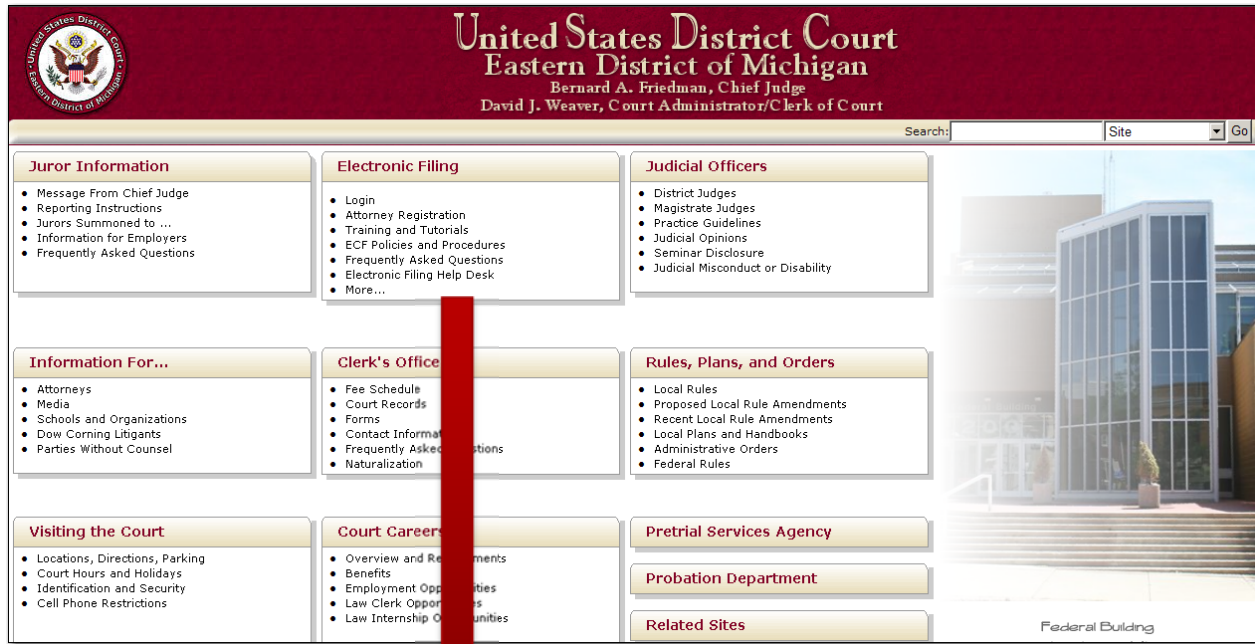 United States District Court
Eastern District of Michigan
Bernard A. Friedman, Chief Judge
David J. Weaver, Court Administrator/Clerk of Court
United States District Court
Eastern District of Michigan
Search:
Site
Go
Juror Information
Message From Chief Judge
Reporting Instructions
Jurors Summoned to ...
Information for Employers
Frequently Asked Questions
Electronic Filing
Login
Attorney Registration
Training and Tutorials
ECF Policies and Procedures
Frequently Asked Questions
Electronic Filing Help Desk
More...
Judicial Officers
District Judges
Magistrate Judges
Practice Guidelines
Judicial Opinions
Seminar Disclosure
Judicial Misconduct or Disability
Information For...
Attorneys
Media
Schools and Organizations
Dow Corning Litigants
Parties Without Counsel
Clerk's Office
Fee Schedule
Court Records
Forms
Contact
Frequently
Naturalization
Rules, Plans, and Orders
Local Rules
Proposed Local Rule Amendments
Recent Local Rule Amendments
Local Plans and Handbooks
Administrative Orders
Federal Rules
Visiting the Court
Locations, Directions, Parking
Court Hours and Holidays
Identification and Security
Cell Phone Restrictions
Court Careers
Overview and
Benefits
Employment
Law Clerk
Law Internship
Pretrial Services Agency
Probation Department
Related Sites
Federal Building